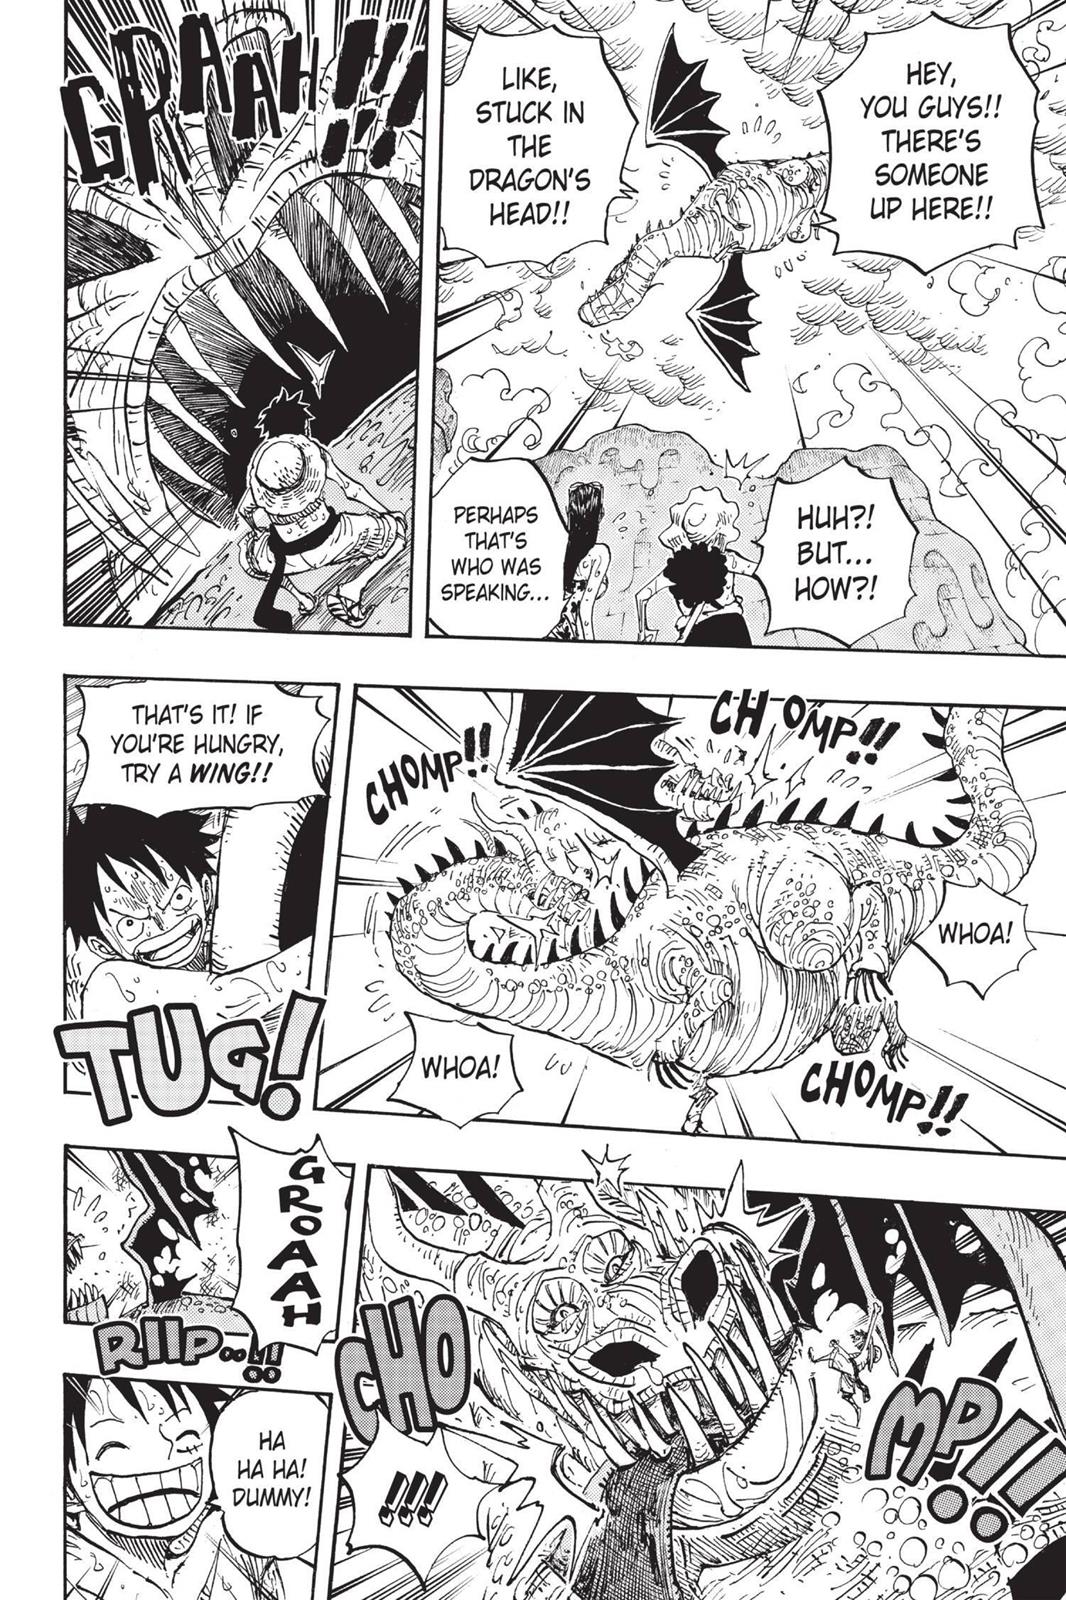 HEY,
YOU GUYS!!
THERE'S
SOMEONE
UP HERE!!
LIKE,
STUCK IN
THE
DRAGON'S
HEAD!!
HUH?!
BUT...
HOW?!
PERHAPS
THAT'S
WHO WAS
SPEAKING...
GRAAH!!!
CHOMP!!
CHOMP!!
WHOA!
WHOA!
CHOMP!!
THAT'S IT! IF
YOU'RE HUNGRY,
TRY A WING!!
TUG!
CHOMP!!
!!!
GROAAH
RIIP..!!
HA
HA HA!
DUMMY!